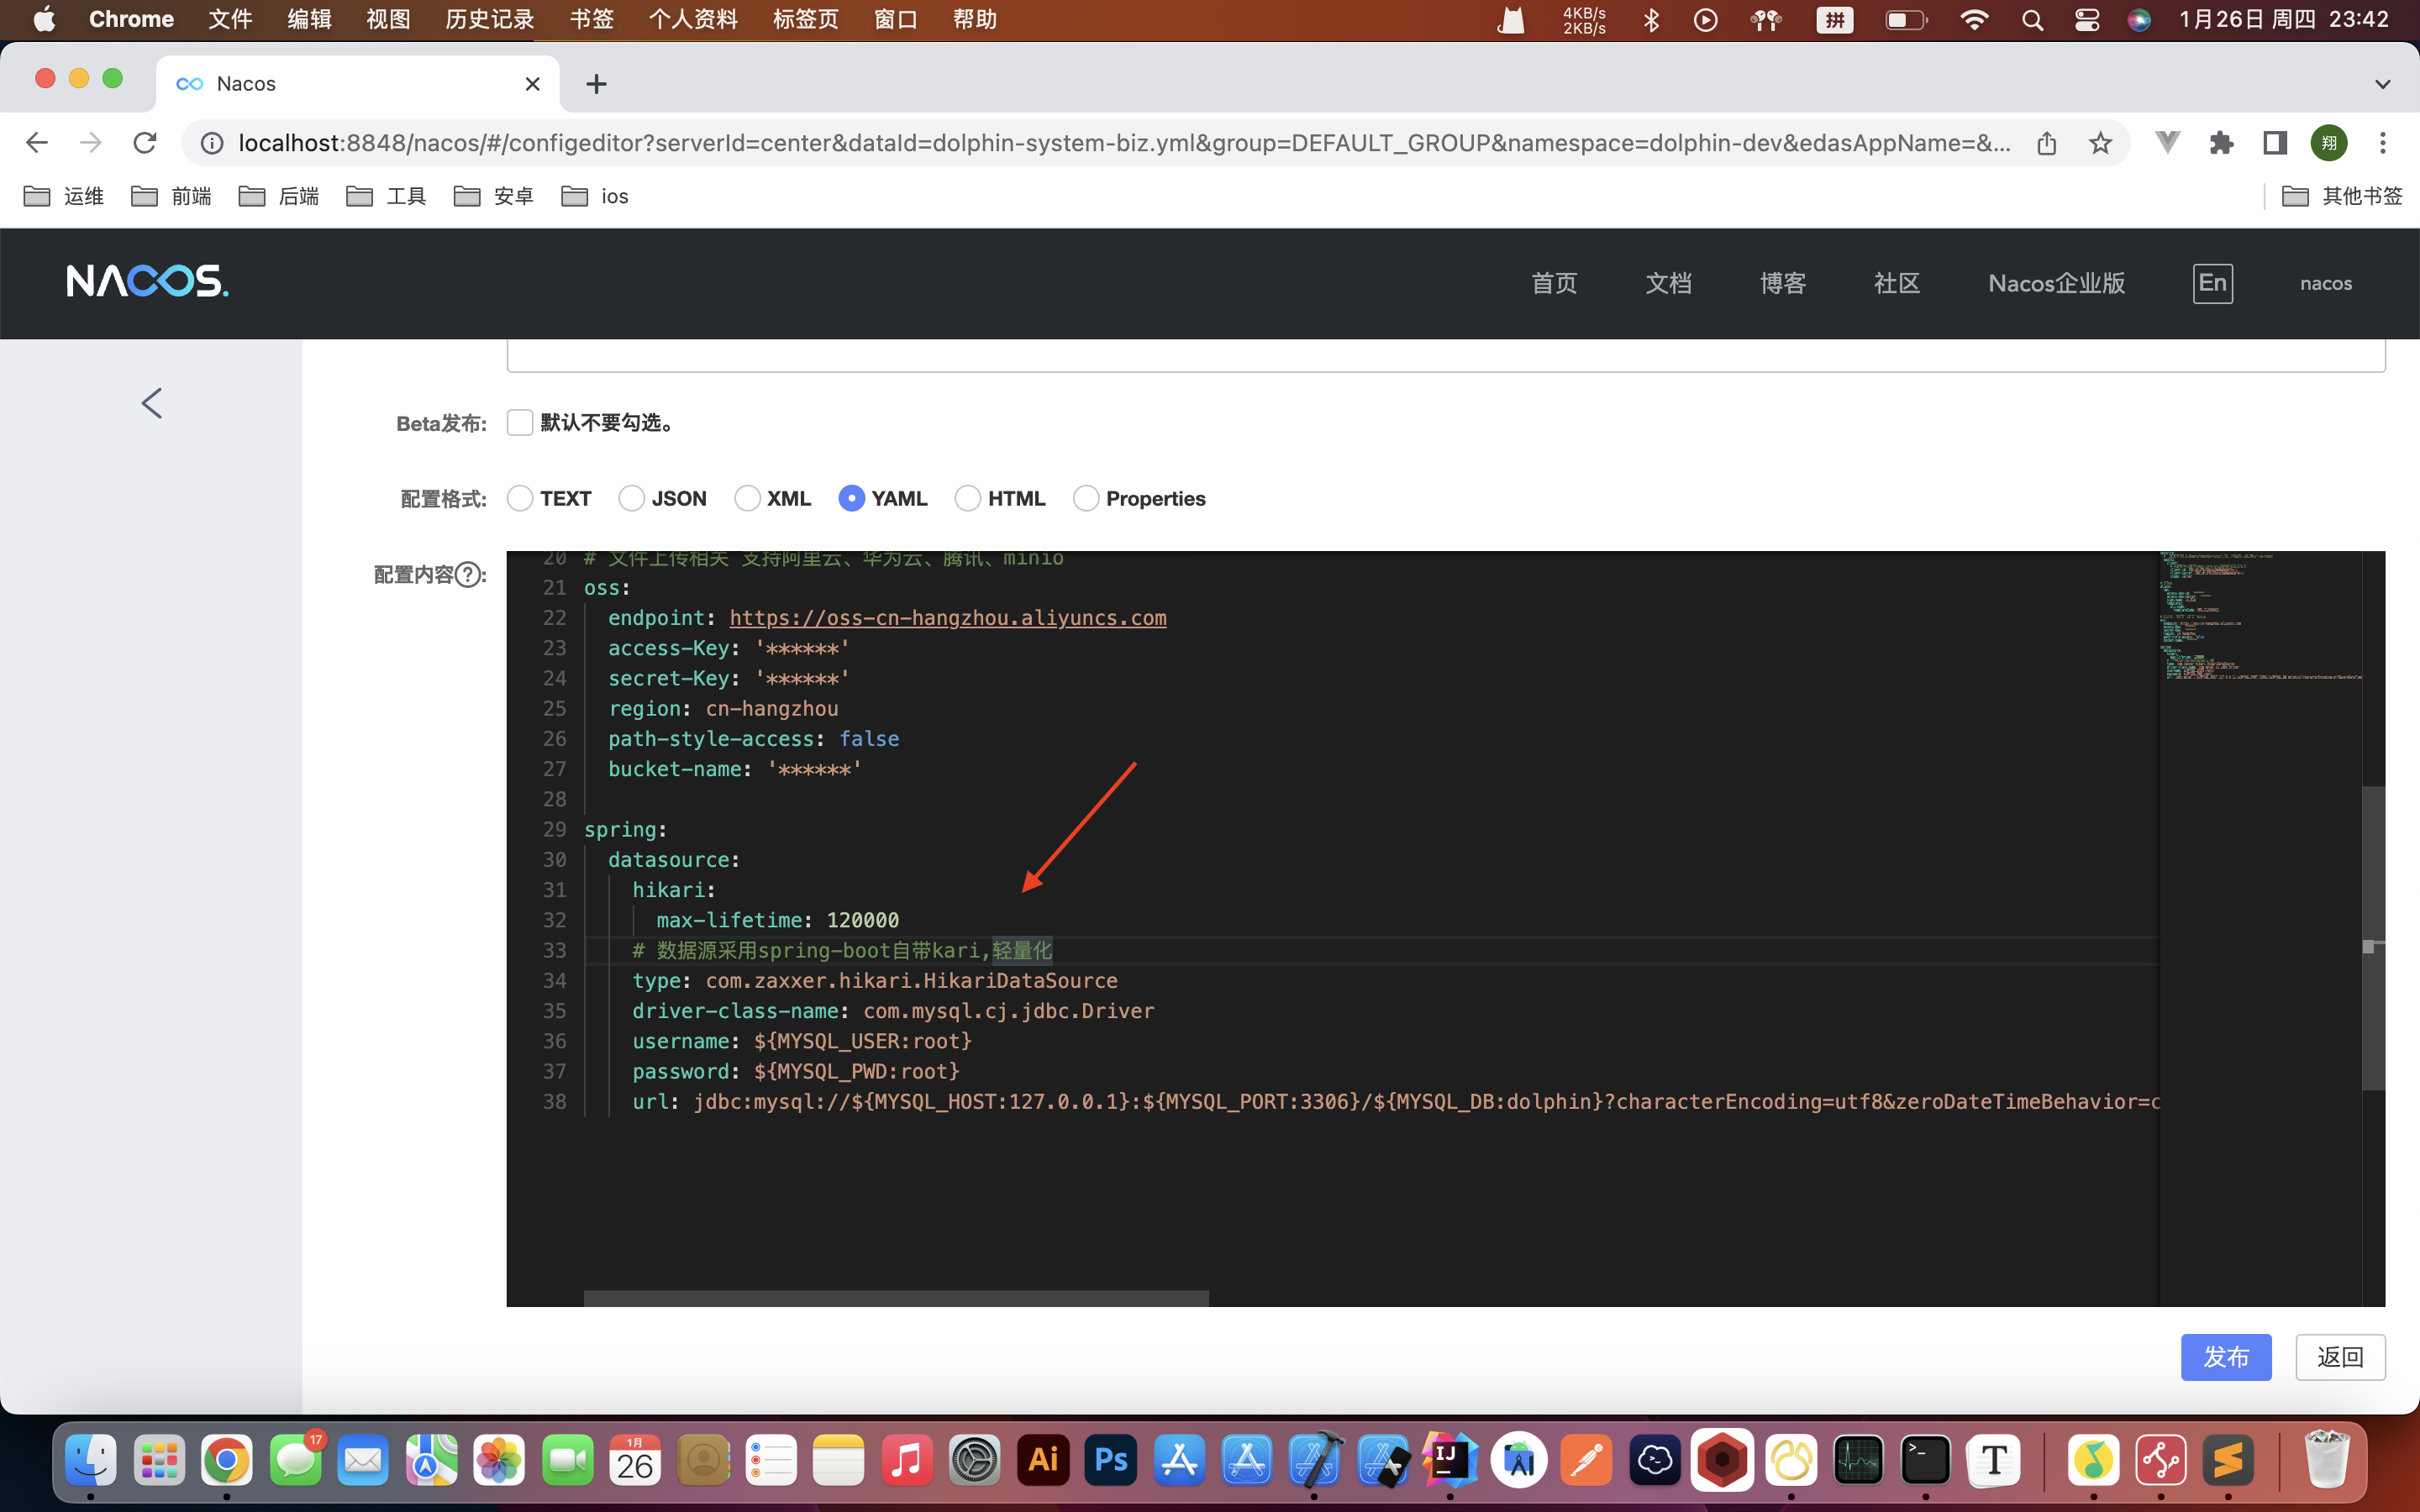 Chrome 文件 编辑 视图 历史记录 书签 个人资料 标签页 窗口 帮助 4KB/s 2KB/s 拼 1月26日 周四 23:42
Nacos
localhost:8848/nacos/#/configeditor?serverId=center&dataId=dolphin-system-biz.yml&group=DEFAULT_GROUP&namespace=dolphin-dev&edasAppName=&... 翔
运维 前端 后端 工具 安卓 ios 其他书签
NACOS. 首页 文档 博客 社区 Nacos企业版 En nacos
Beta发布: 默认不要勾选。
配置格式: TEXT JSON XML YAML HTML Properties
配置内容?:
20 # 文件上传相关 支持阿里云、华为云、腾讯、minio
21 oss:
22 endpoint: https://oss-cn-hangzhou.aliyuncs.com
23 access-Key: '******'
24 secret-Key: '******'
25 region: cn-hangzhou
26 path-style-access: false
27 bucket-name: '******'
28
29 spring:
30 datasource:
31 hikari:
32 max-lifetime: 120000
33 # 数据源采用spring-boot自带kari,轻量化
34 type: com.zaxxer.hikari.HikariDataSource
35 driver-class-name: com.mysql.cj.jdbc.Driver
36 username: ${MYSQL_USER:root}
37 password: ${MYSQL_PWD:root}
38 url: jdbc:mysql://${MYSQL_HOST:127.0.0.1}:${MYSQL_PORT:3306}/${MYSQL_DB:dolphin}?characterEncoding=utf8&zeroDateTimeBehavior=c
发布 返回
17 1月 26 Ai Ps IJ >_ T